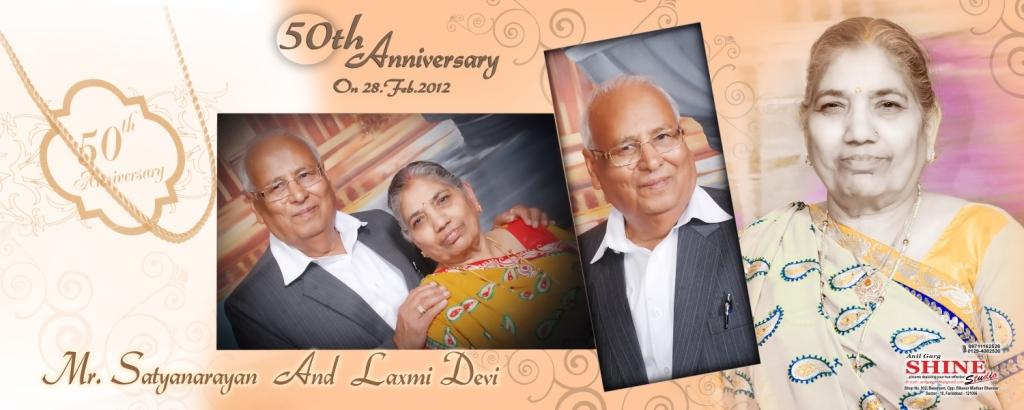 50th
Anniversary
On 28.Feb.2012
50th
Anniversary
Mr. Satyanarayan And Laxmi Devi
Anil Garg
SHINE
Studio